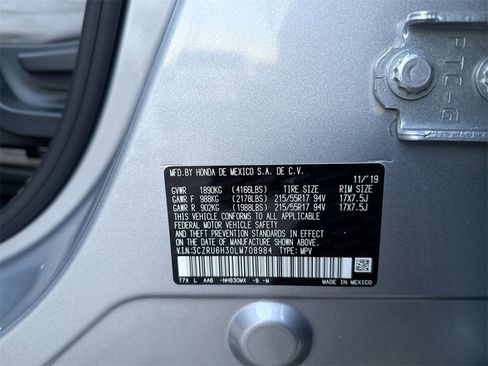 PTC-G
MFD.BY HONDA DE MEXICO S.A. DE C.V.
11/'19
GVWR 1890KG (4166LBS) TIRE SIZE RIM SIZE
GAWR F 988KG (2178LBS) 215/55R17 94V 17X7.5J
GAWR R 902KG (1988LBS) 215/55R17 94V 17X7.5J
THIS VEHICLE CONFORMS TO ALL APPLICABLE
FEDERAL MOTOR VEHICLE SAFETY
AND THEFT PREVENTION STANDARDS IN EFFECT
ON THE DATE OF MANUFACTURE SHOWN ABOVE.
V.I.N:3CZRU6H30LM708984 TYPE: MPV
T7X L AA6 -NH830MX -B -M
MADE IN MEXICO